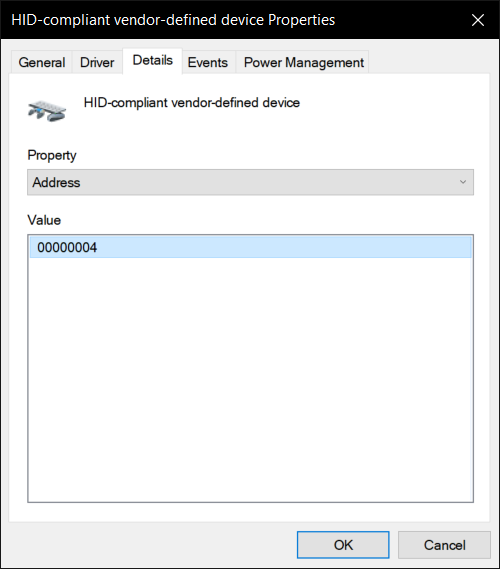 HID-compliant vendor-defined device Properties
General Driver Details Events Power Management
HID-compliant vendor-defined device
Property
Address
Value
00000004
OK Cancel